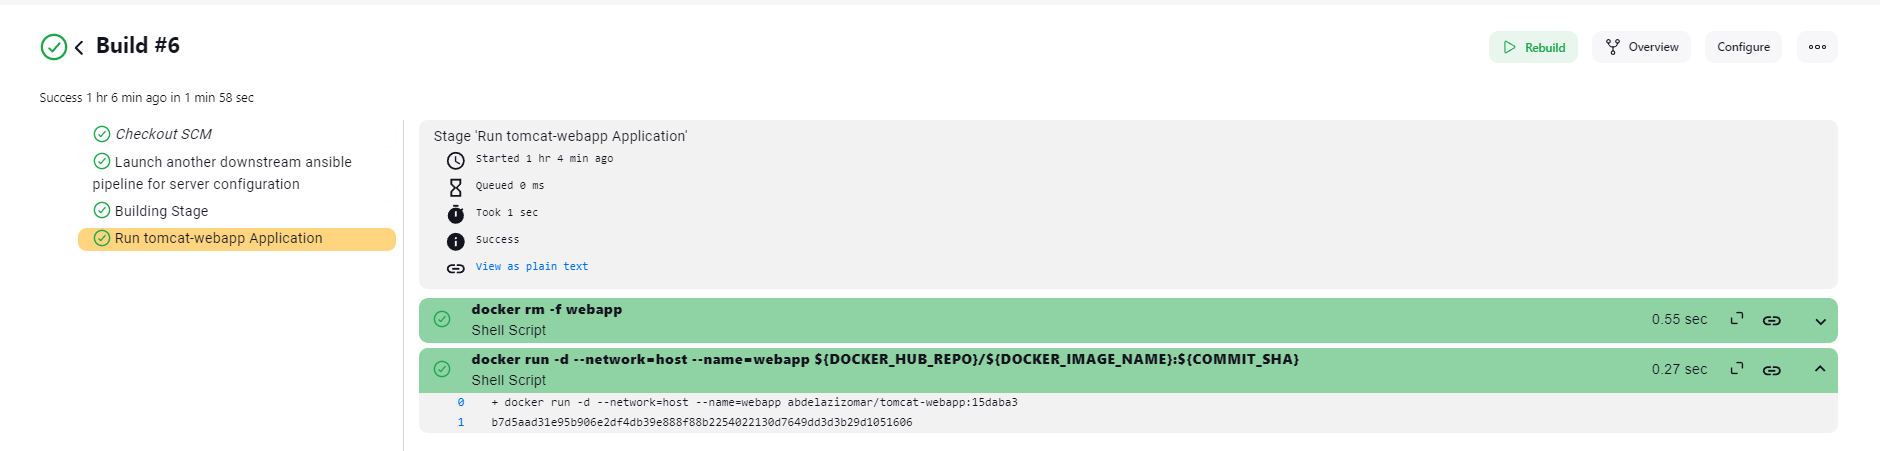 Build #6
Rebuild
Overview
Configure
Success 1 hr 6 min ago in 1 min 58 sec
Checkout SCM
Launch another downstream ansible
pipeline for server configuration
Building Stage
Run tomcat-webapp Application
Stage 'Run tomcat-webapp Application'
Started 1 hr 4 min ago
Queued 0 ms
Took 1 sec
Success
View as plain text
docker rm -f webapp
Shell Script
0.55 sec
docker run -d --network=host --name=webapp ${DOCKER_HUB_REPO}/${DOCKER_IMAGE_NAME}:${COMMIT_SHA}
Shell Script
0.27 sec
0 + docker run -d --network=host --name=webapp abdelazizomar/tomcat-webapp:15daba3
1 b7d5aad31e95b906e2df4db39e888f88b2254022130d7649dd3d3b29d1051606